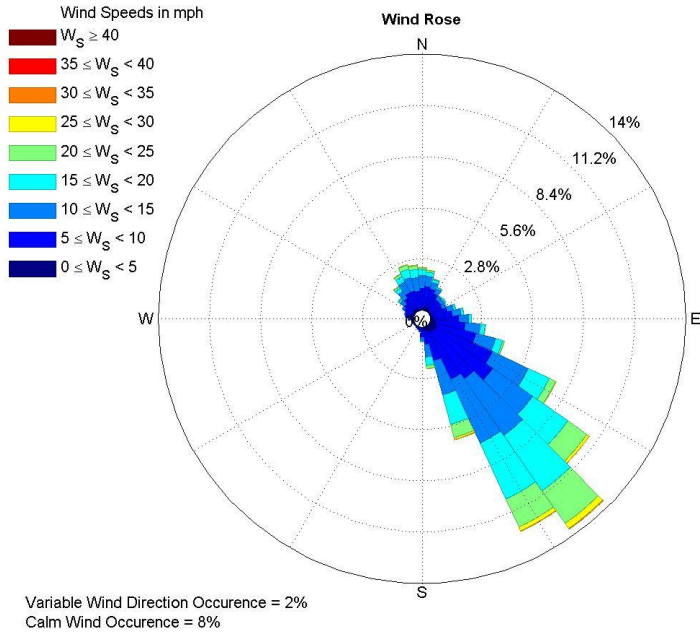 Wind Speeds in mph
W_S ≥ 40
35 ≤ W_S < 40
30 ≤ W_S < 35
25 ≤ W_S < 30
20 ≤ W_S < 25
15 ≤ W_S < 20
10 ≤ W_S < 15
5 ≤ W_S < 10
0 ≤ W_S < 5
Wind Rose
N
14%
11.2%
8.4%
5.6%
2.8%
0%
W
E
S
Variable Wind Direction Occurence = 2%
Calm Wind Occurence = 8%